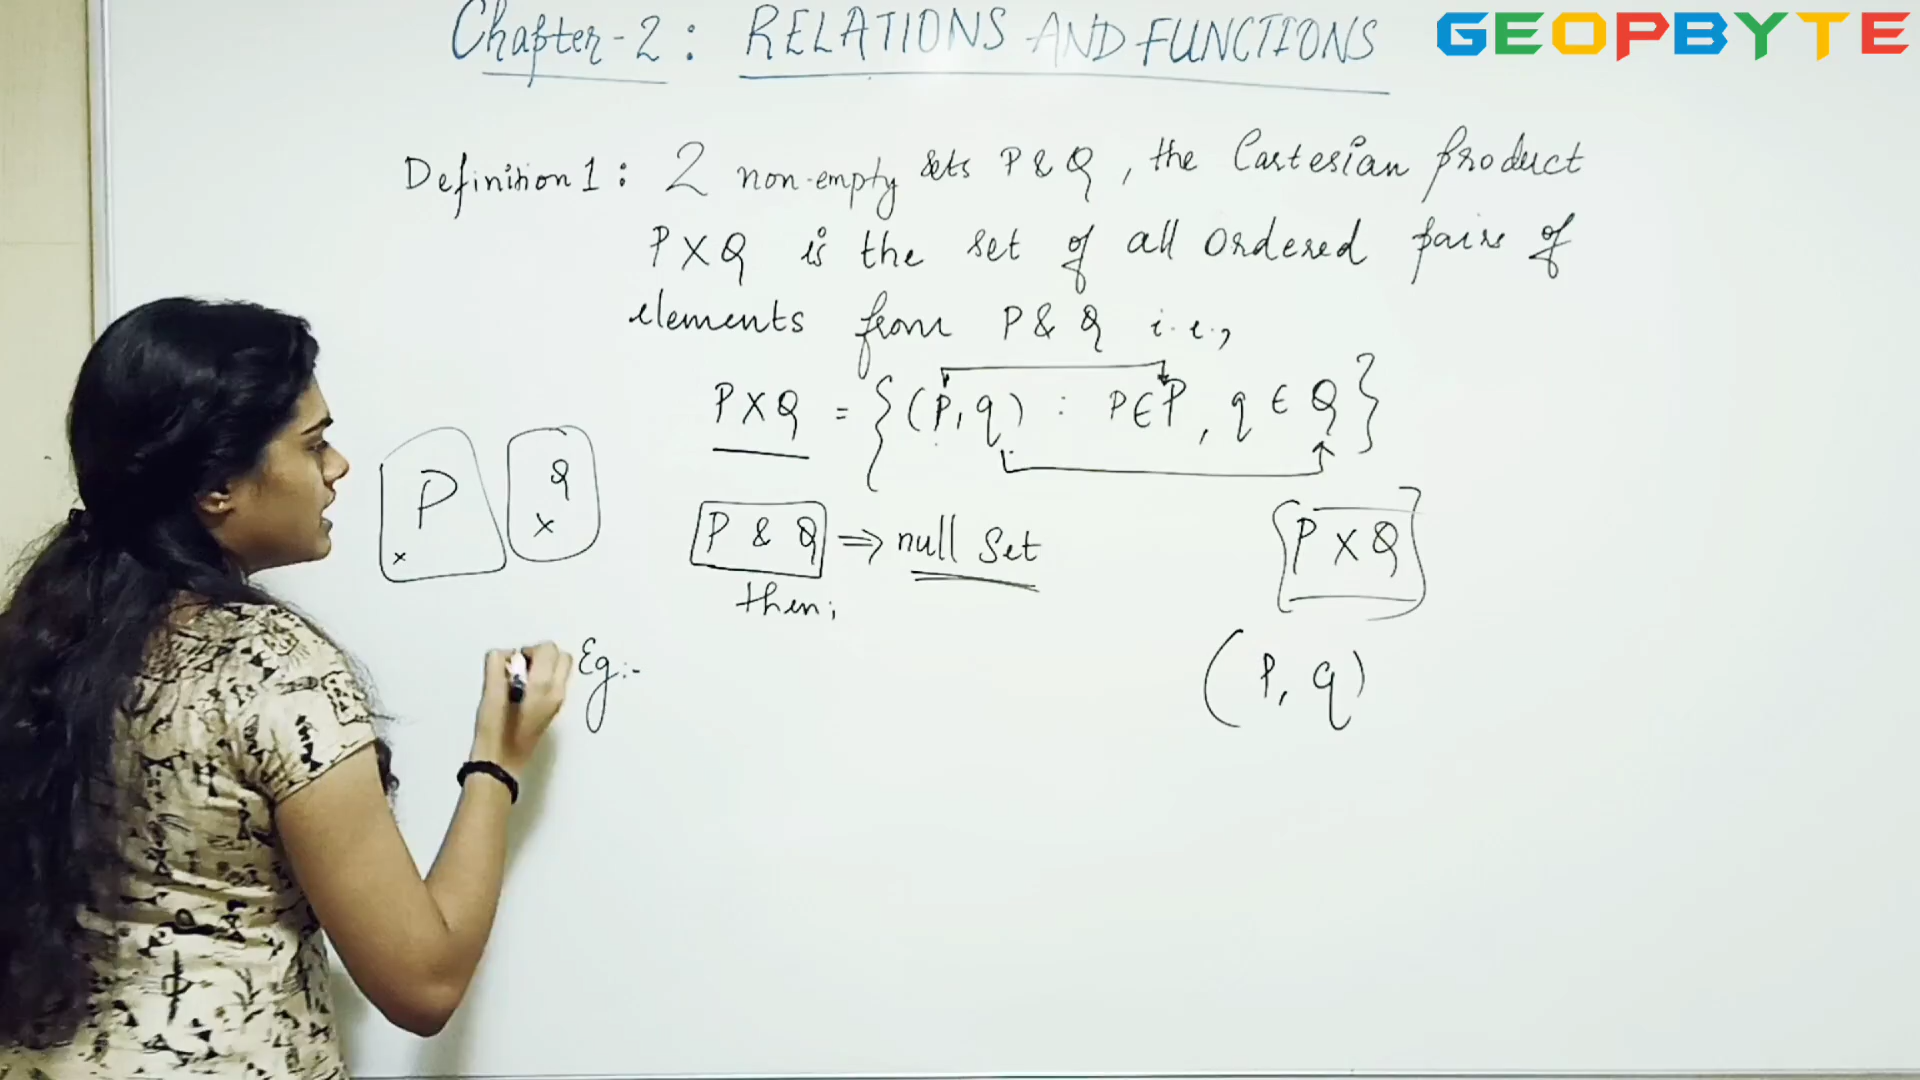 Chapter-2: RELATIONS AND FUNCTIONS
GEOPBYTE
Definition 1: 2 non-empty sets P & Q, the Cartesian product
P X Q is the set of all ordered pairs of
elements from P & Q i.e.,
P X Q = {(P, q) : P ∈ P, q ∈ Q}
P
x
Q
x
P & Q ⇒ null Set
then;
P X Q
Eg:-
(P, q)